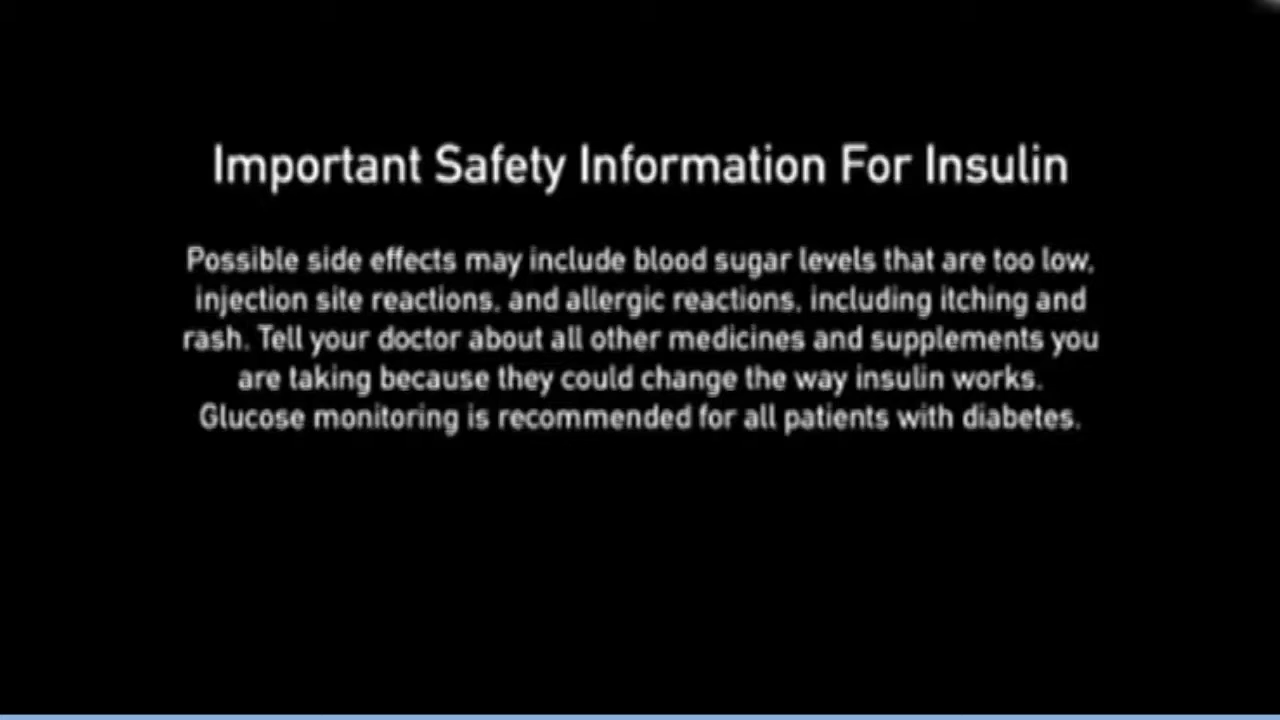 Important Safety Information For Insulin
Possible side effects may include blood sugar levels that are too low,
injection site reactions, and allergic reactions, including itching and
rash. Tell your doctor about all other medicines and supplements you
are taking because they could change the way insulin works.
Glucose monitoring is recommended for all patients with diabetes.